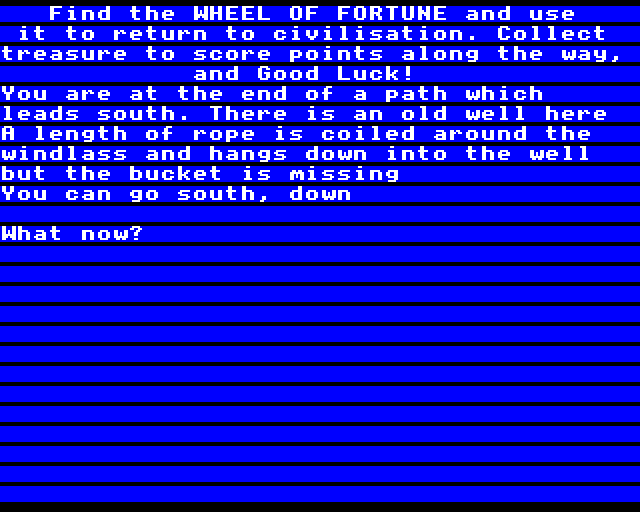 Find the WHEEL OF FORTUNE and use
it to return to civilisation. Collect
treasure to score points along the way,
and Good Luck!
You are at the end of a path which
leads south. There is an old well here
A length of rope is coiled around the
windlass and hangs down into the well
but the bucket is missing
You can go south, down
What now?